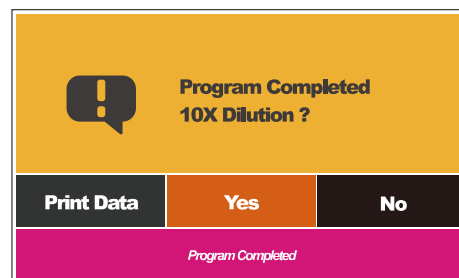 Program Completed
10X Dilution ?
Print Data Yes No
Program Completed